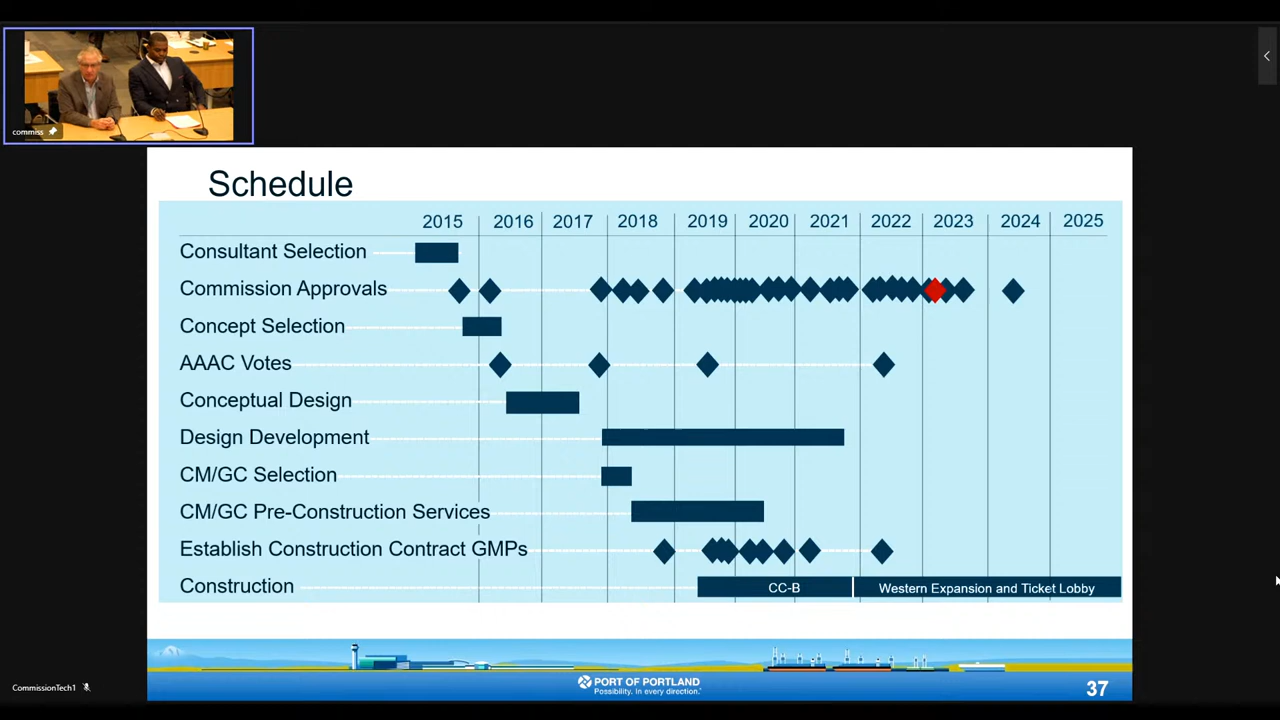 commiss
Schedule
2015 2016 2017 2018 2019 2020 2021 2022 2023 2024 2025
Consultant Selection
Commission Approvals
Concept Selection
AAAC Votes
Conceptual Design
Design Development
CM/GC Selection
CM/GC Pre-Construction Services
Establish Construction Contract GMPs
Construction CC-B Western Expansion and Ticket Lobby
PORT OF PORTLAND
Possibility. In every direction.
37
CommissionTech1